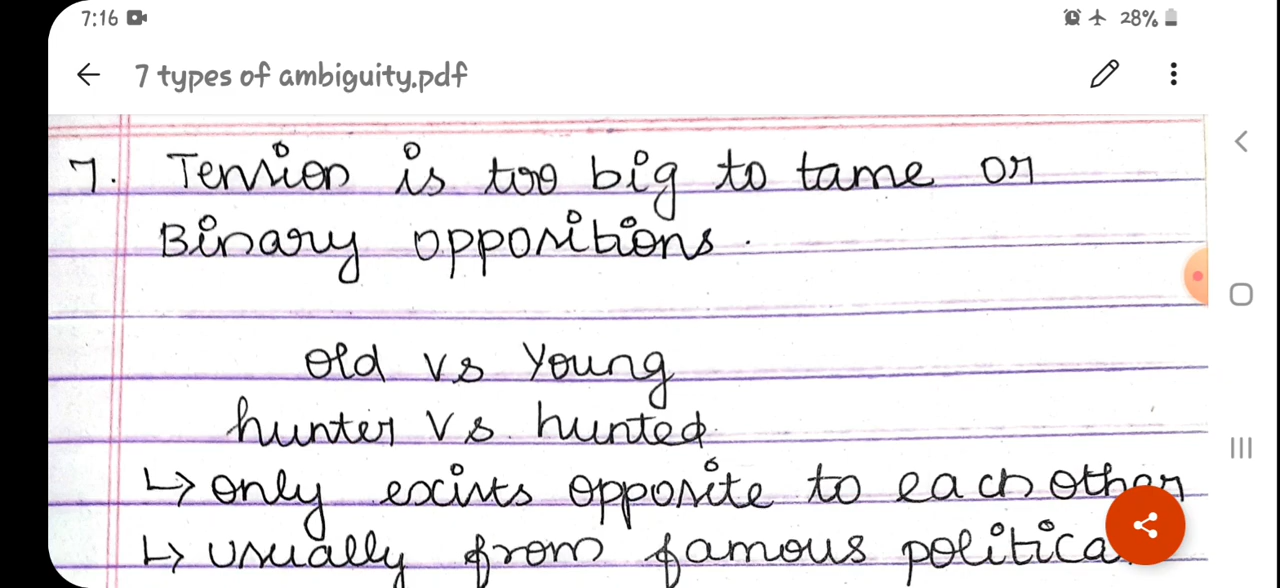 7:16
28%
7 types of ambiguity.pdf
7. Tension is too big to tame or
Binary oppositions.
Old vs Young
hunter vs. hunted.
↳ only exists opposite to each other
↳ usually from famous politica